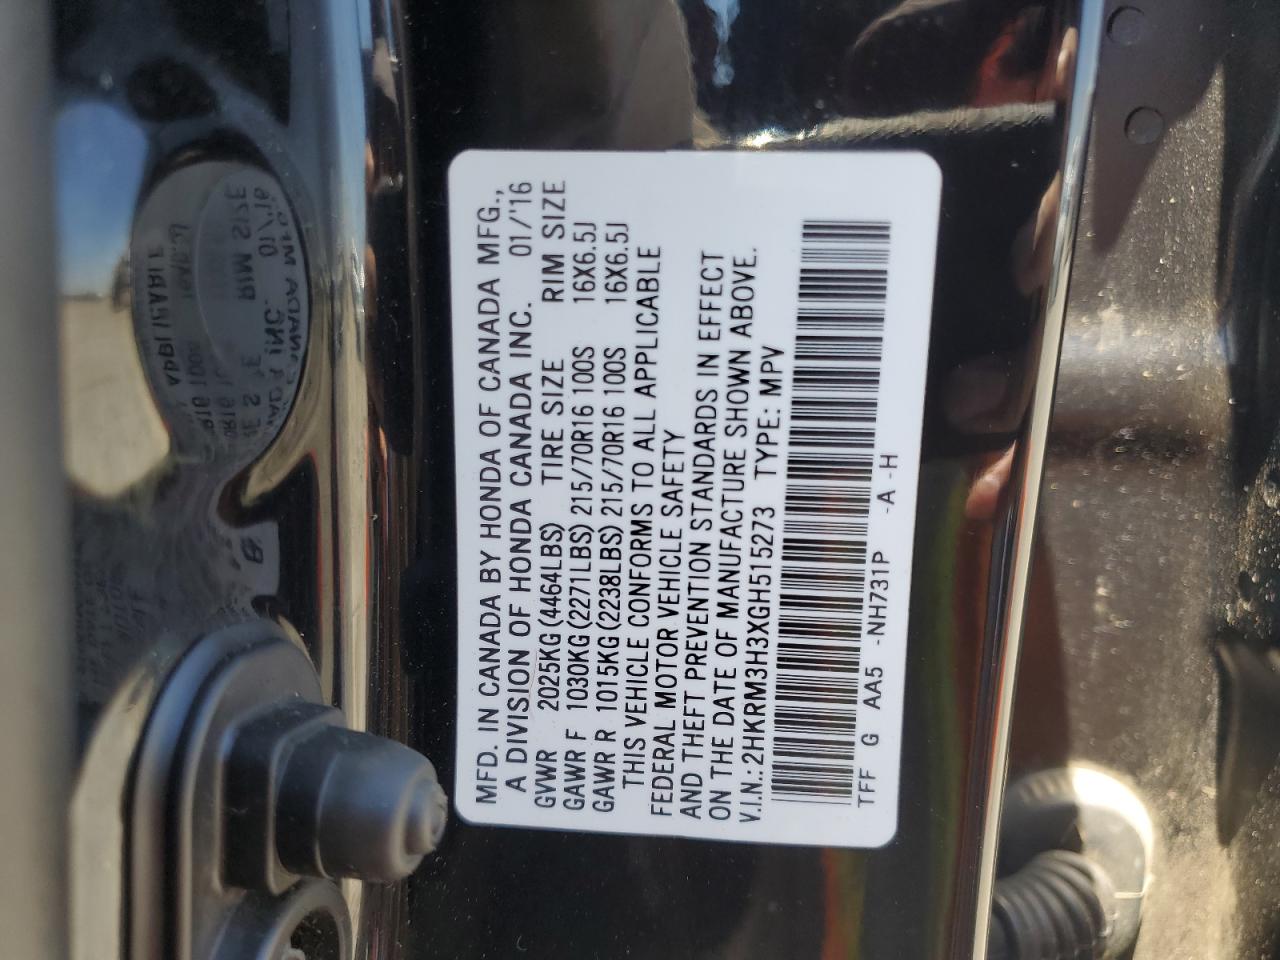 MFD. IN CANADA BY HONDA OF CANADA MFG.,
A DIVISION OF HONDA CANADA INC. 01/'16
GVWR 2025KG (4464LBS) TIRE SIZE RIM SIZE
GAWR F 1030KG (2271LBS) 215/70R16 100S 16X6.5J
GAWR R 1015KG (2238LBS) 215/70R16 100S 16X6.5J
THIS VEHICLE CONFORMS TO ALL APPLICABLE
FEDERAL MOTOR VEHICLE SAFETY
AND THEFT PREVENTION STANDARDS IN EFFECT
ON THE DATE OF MANUFACTURE SHOWN ABOVE.
V.I.N.: 2HKRM3H3XGH515273 TYPE: MPV
TFF G AA5 -NH731P -A -H